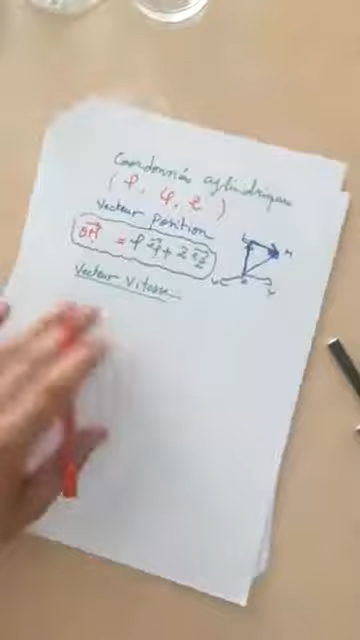 Coordonnées cylindriques
(ρ, φ, z)
Vecteur position
OM⃗ = ρ e⃗ρ + z e⃗z
Vecteur Vitesse